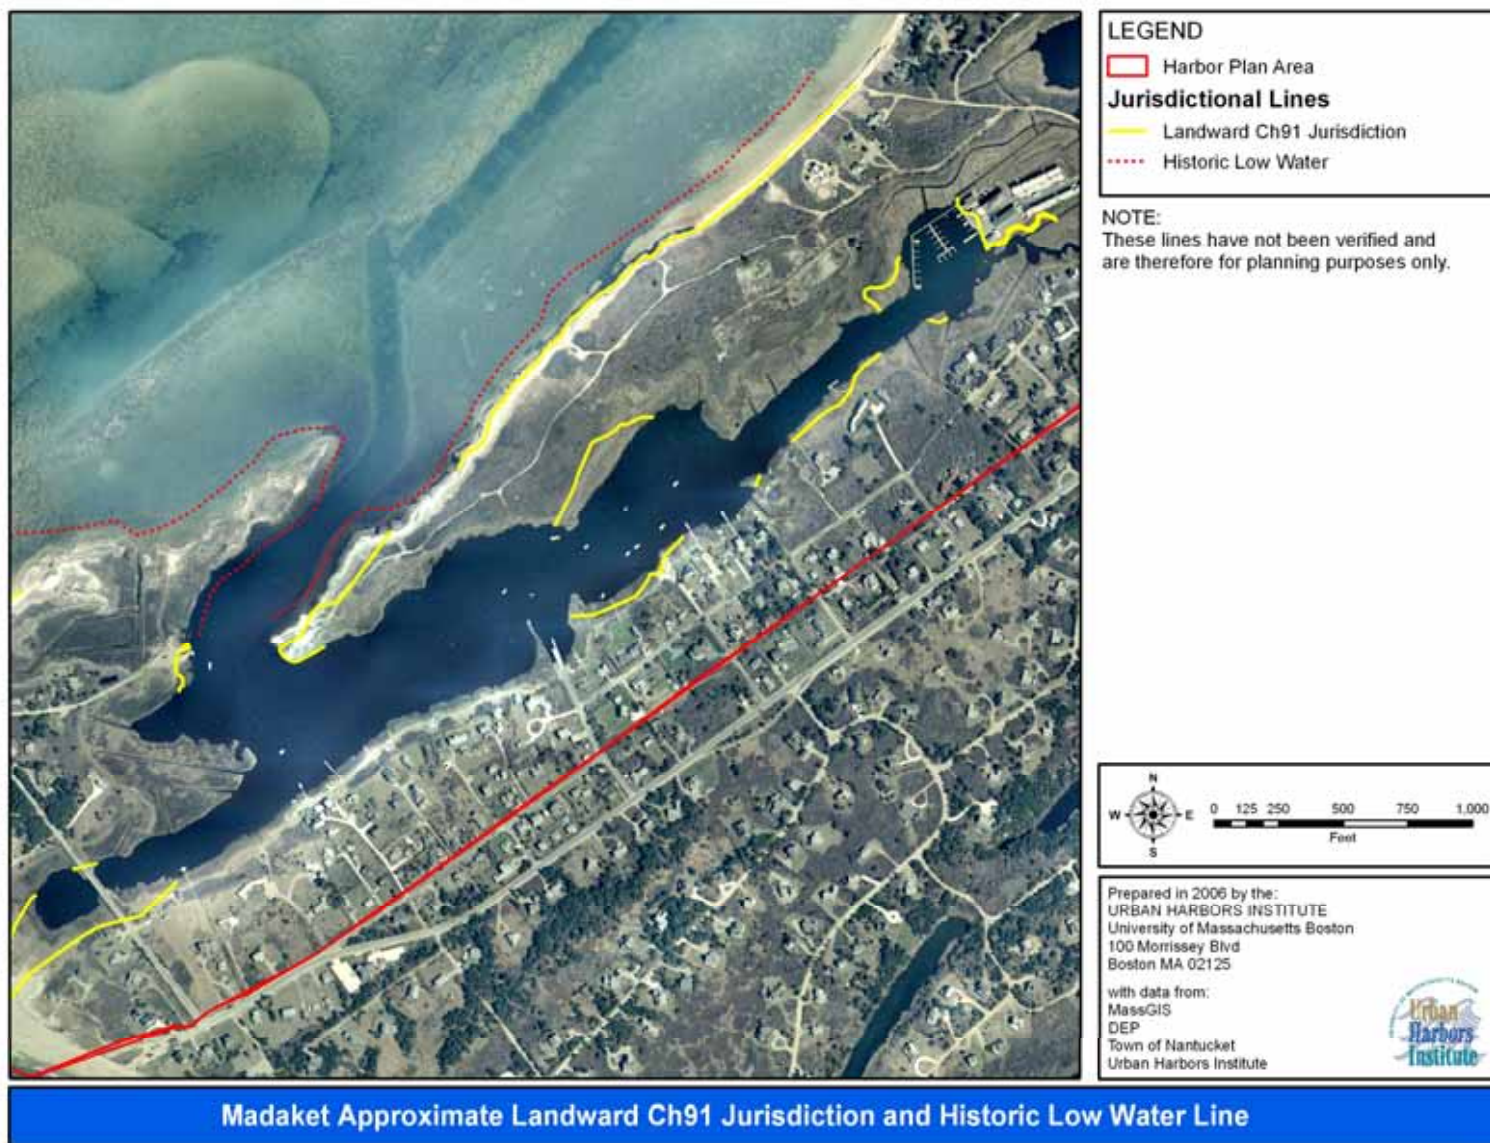 LEGEND
Harbor Plan Area
Jurisdictional Lines
Landward Ch91 Jurisdiction
Historic Low Water
NOTE:
These lines have not been verified and
are therefore for planning purposes only.
N
W E
S
0 125 250 500 750 1,000
Feet
Prepared in 2006 by the:
URBAN HARBORS INSTITUTE
University of Massachusetts Boston
100 Morrissey Blvd
Boston MA 02125
with data from:
MassGIS
DEP
Town of Nantucket
Urban Harbors Institute
Urban
Harbors
Institute
Madaket Approximate Landward Ch91 Jurisdiction and Historic Low Water Line